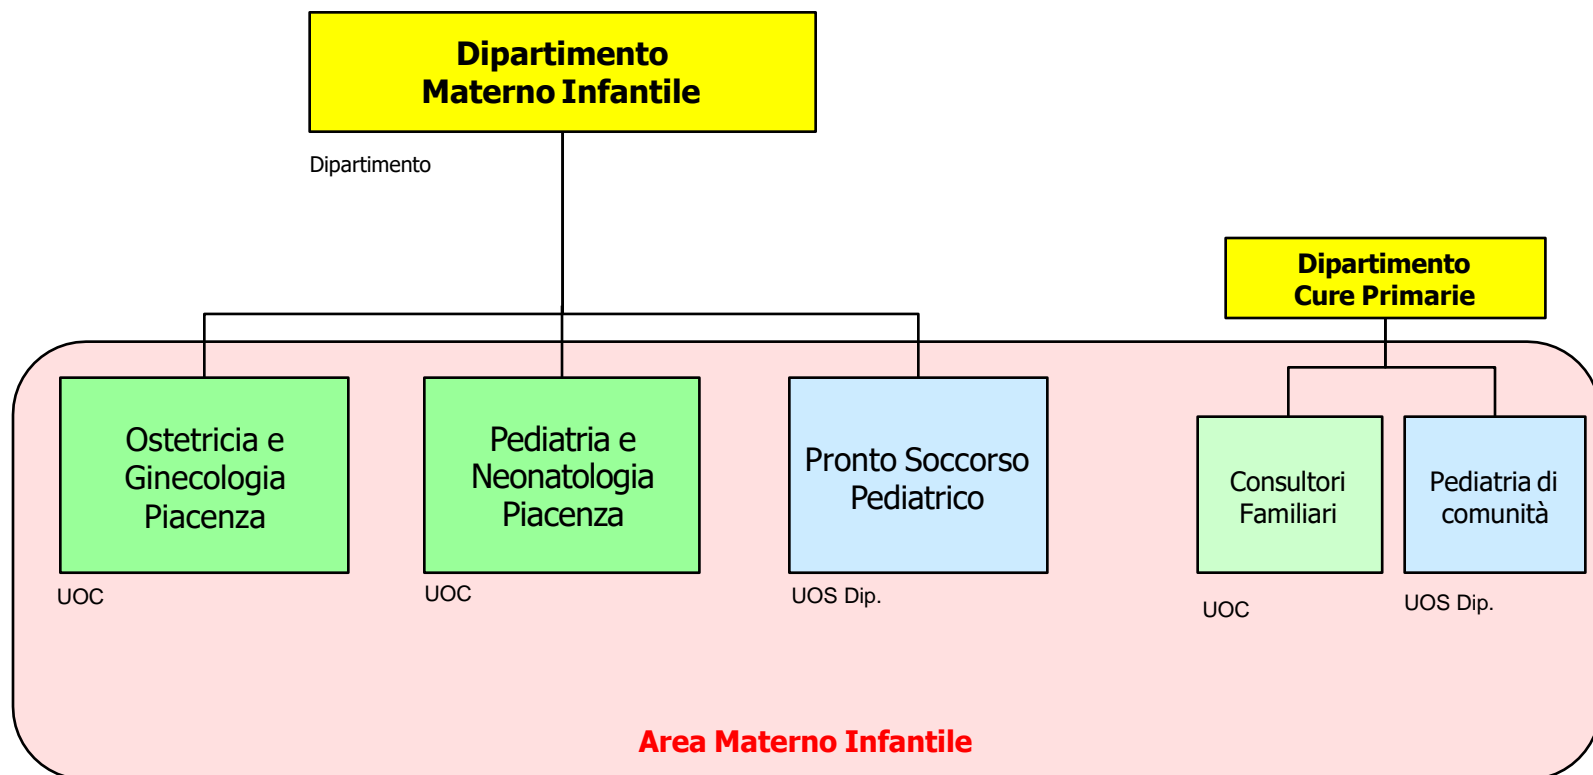 Dipartimento
Materno Infantile
Dipartimento
Dipartimento
Cure Primarie
Ostetricia e
Ginecologia
Piacenza
UOC
Pediatria e
Neonatologia
Piacenza
UOC
Pronto Soccorso
Pediatrico
UOS Dip.
Consultori
Familiari
UOC
Pediatria di
comunità
UOS Dip.
Area Materno Infantile